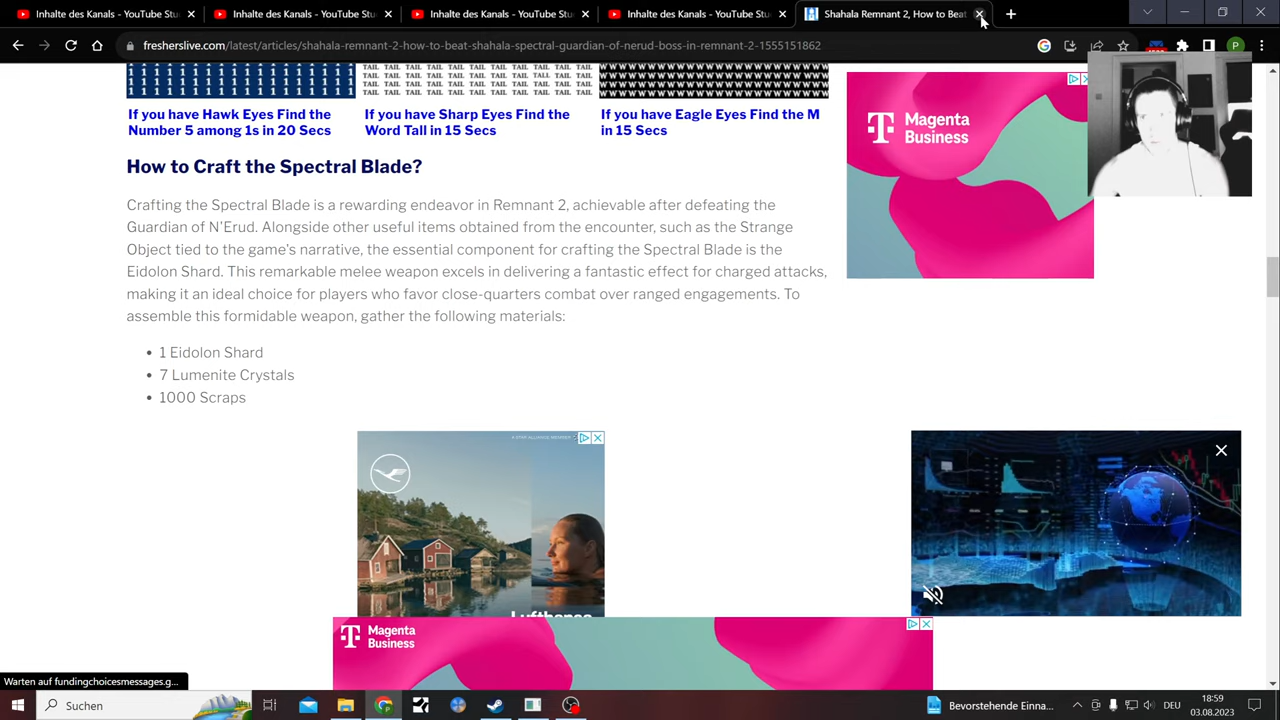 Inhalte des Kanals - YouTube Stu
Inhalte des Kanals - YouTube Stu
Inhalte des Kanals - YouTube Stu
Inhalte des Kanals - YouTube Stu
Shahala Remnant 2, How to Beat
fresherslive.com/latest/articles/shahala-remnant-2-how-to-beat-shahala-spectral-guardian-of-nerud-boss-in-remnant-2-1555151862
P
If you have Hawk Eyes Find the
Number 5 among 1s in 20 Secs
If you have Sharp Eyes Find the
Word Tall in 15 Secs
If you have Eagle Eyes Find the M
in 15 Secs
T Magenta
Business
How to Craft the Spectral Blade?
Crafting the Spectral Blade is a rewarding endeavor in Remnant 2, achievable after defeating the
Guardian of N'Erud. Alongside other useful items obtained from the encounter, such as the Strange
Object tied to the game's narrative, the essential component for crafting the Spectral Blade is the
Eidolon Shard. This remarkable melee weapon excels in delivering a fantastic effect for charged attacks,
making it an ideal choice for players who favor close-quarters combat over ranged engagements. To
assemble this formidable weapon, gather the following materials:
• 1 Eidolon Shard
• 7 Lumenite Crystals
• 1000 Scraps
A STAR ALLIANCE MEMBER
T Magenta
Business
Warten auf fundingchoicesmessages.g...
Suchen
Bevorstehende Einna...
DEU
18:59
03.08.2023